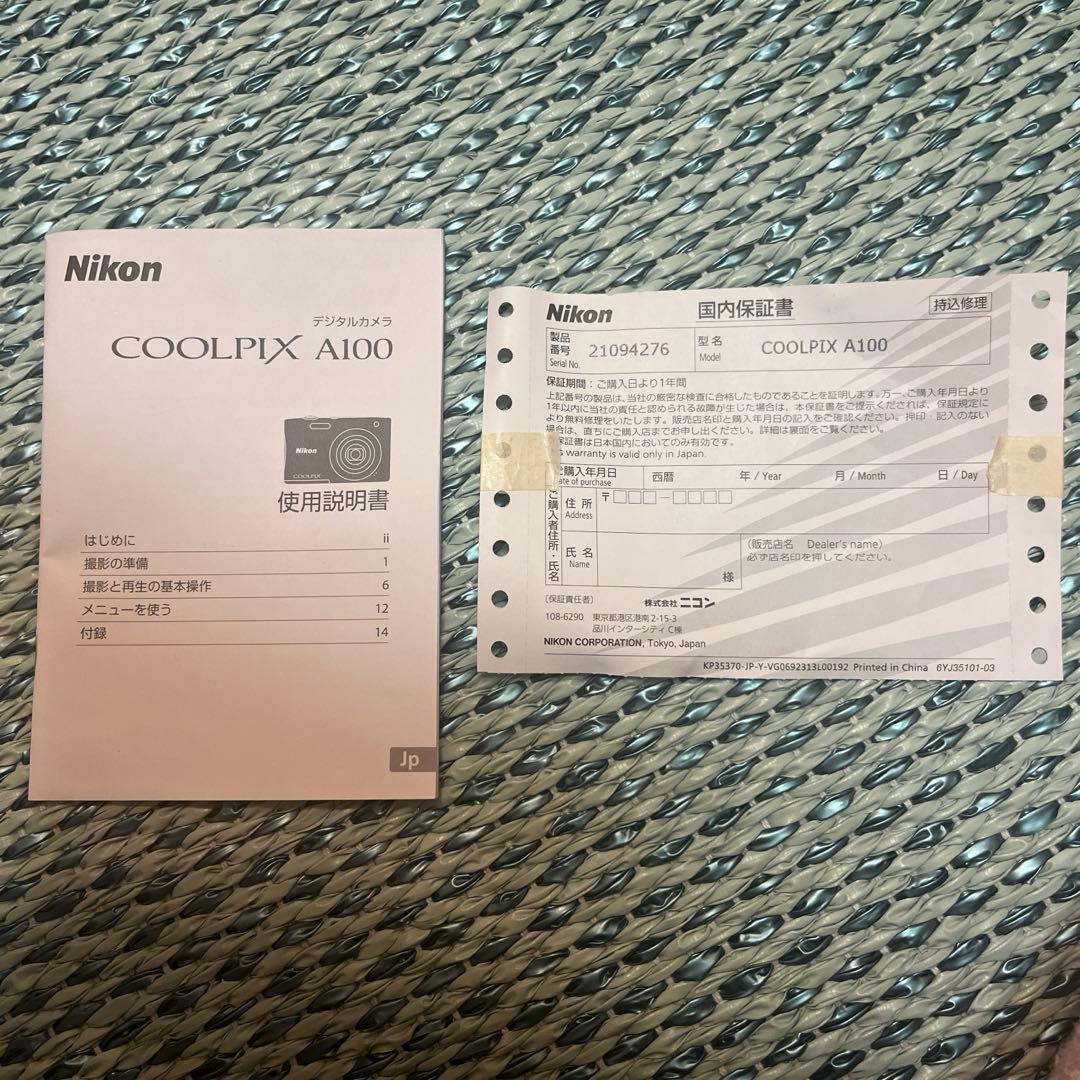 Nikon
デジタルカメラ
COOLPIX A100
Nikon
COOLPIX
使用説明書
はじめに ii
撮影の準備 1
撮影と再生の基本操作 6
メニューを使う 12
付録 14
Jp
Nikon 国内保証書 持込修理
製品番号 Serial No. 21094276 型名 Model COOLPIX A100
保証期間：ご購入日より1年間
上記番号の製品は、当社の厳密な検査に合格したものであることを証明します。万一、ご購入年月日より
1年以内に当社の責任と認められる故障が生じた場合は、本保証書をご提示くだされば、保証規定に
より無料修理をいたします。販売店名印と購入年月日の記入をご確認ください。押印・記入のない
場合は、直ちにご購入店までお申し出ください。詳細は裏面をご覧ください。
保証書は日本国内においてのみ有効です。
s warranty is valid only in Japan.
ご購入年月日 ate of purchase 西暦 年 / Year 月 / Month 日 / Day
ご購入者住所・氏名
住所 Address 〒□□□－□□□□
氏名 Name 様
（販売店名 Dealer's name）
必ず店名印を押してください。
〔保証責任者〕 株式会社 ニコン
108-6290 東京都港区港南2-15-3
品川インターシティC棟
NIKON CORPORATION, Tokyo, Japan
KP35370-JP-Y-VG0692313L00192 Printed in China 6YJ35101-03